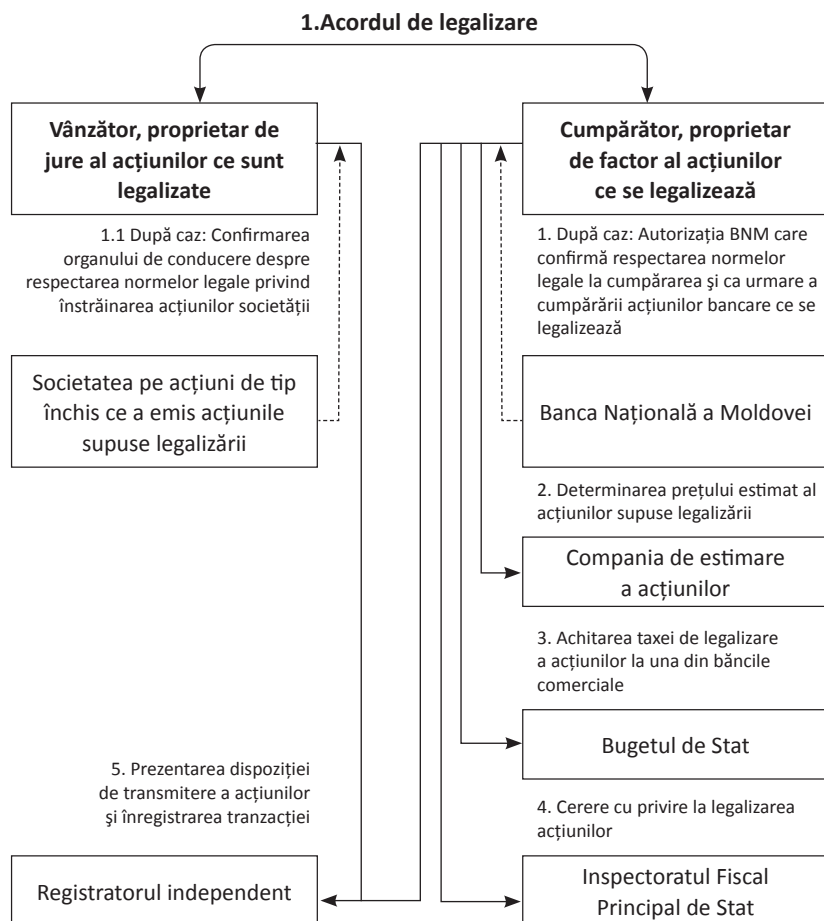 1.Acordul de legalizare
Vânzător, proprietar de
jure al acțiunilor ce sunt
legalizate
Cumpărător, proprietar
de factor al acțiunilor
ce se legalizează
1.1 După caz: Confirmarea
organului de conducere despre
respectarea normelor legale privind
înstrăinarea acțiunilor societății
1. După caz: Autorizația BNM care
confirmă respectarea normelor
legale la cumpărarea şi ca urmare a
cumpărării acțiunilor bancare ce se
legalizează
Societatea pe acțiuni de tip
închis ce a emis acțiunile
supuse legalizării
Banca Națională a Moldovei
2. Determinarea prețului estimat al
acțiunilor supuse legalizării
Compania de estimare
a acțiunilor
3. Achitarea taxei de legalizare
a acțiunilor la una din băncile
comerciale
Bugetul de Stat
5. Prezentarea dispoziției
de transmitere a acțiunilor
şi înregistrarea tranzacției
4. Cerere cu privire la legalizarea
acțiunilor
Registratorul independent
Inspectoratul Fiscal
Principal de Stat